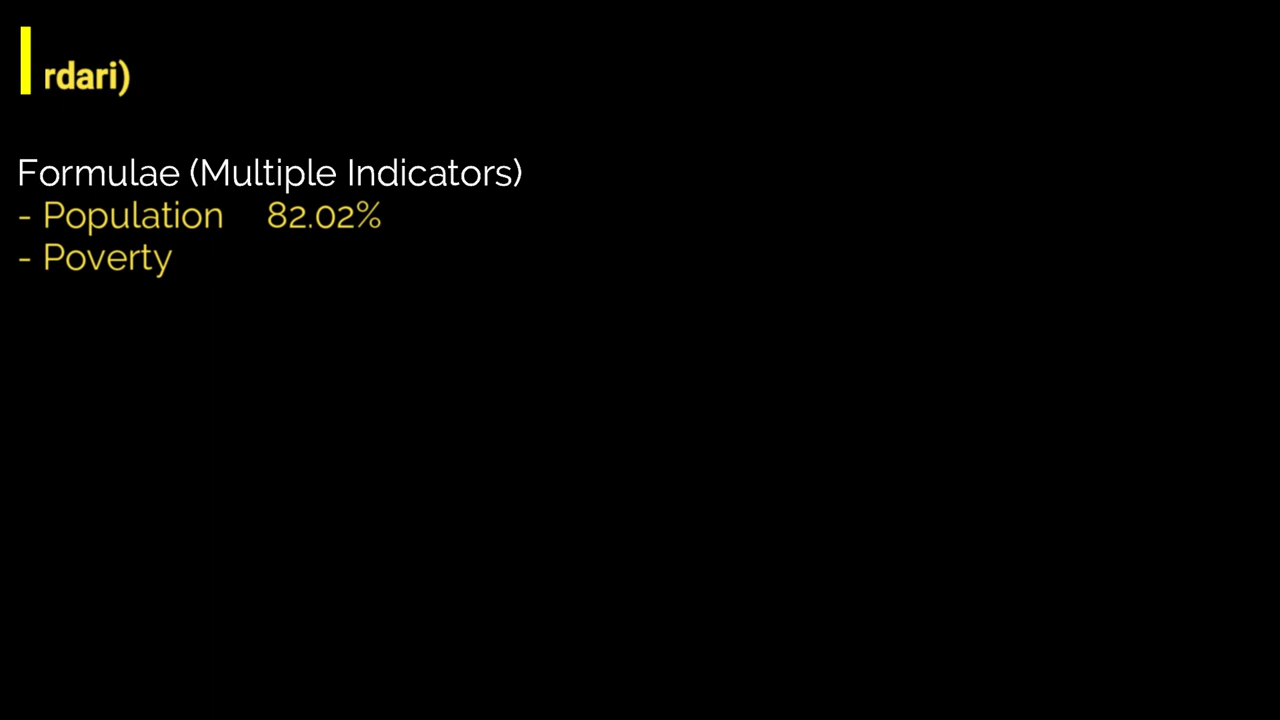 rdari)
Formulae (Multiple Indicators)
- Population 82.02%
- Poverty